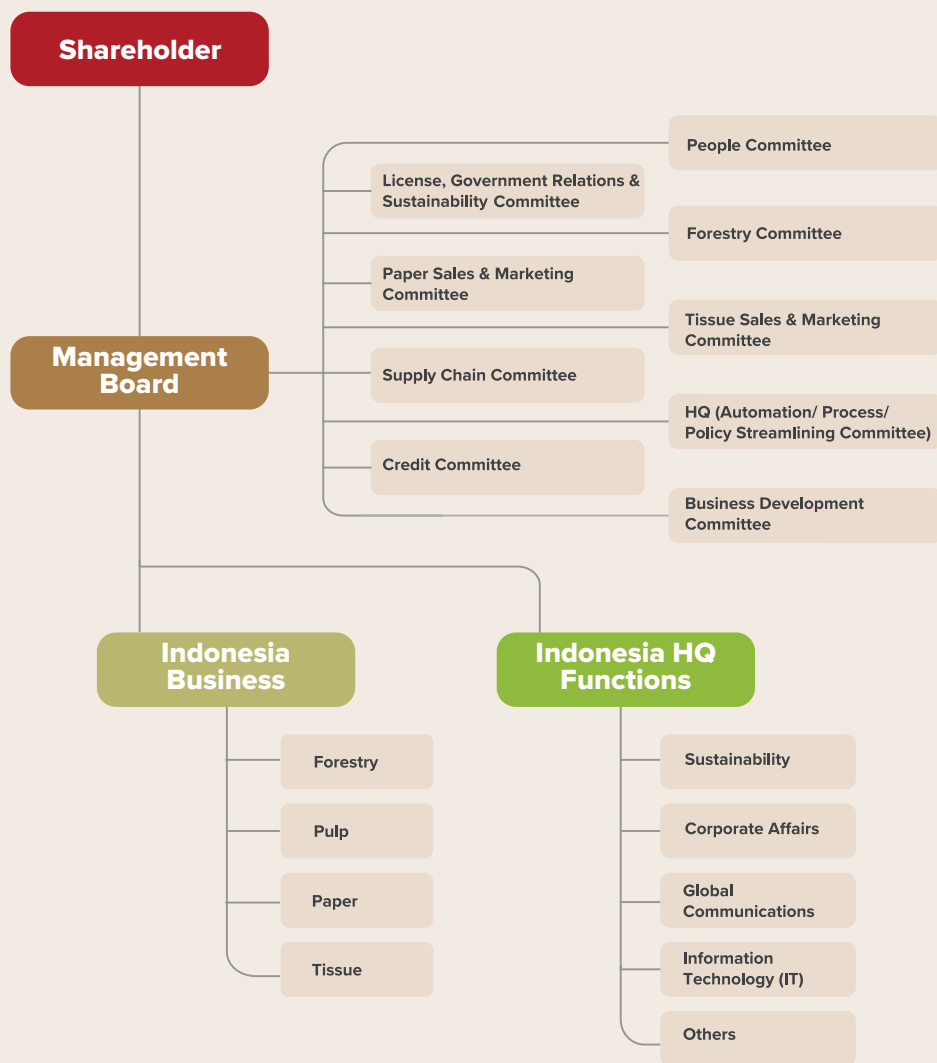 Shareholder
People Committee
License, Government Relations &
Sustainability Committee
Forestry Committee
Paper Sales & Marketing
Committee
Tissue Sales & Marketing
Committee
Management
Board
Supply Chain Committee
HQ (Automation/ Process/
Policy Streamlining Committee)
Credit Committee
Business Development
Committee
Indonesia
Business
Forestry
Pulp
Paper
Tissue
Indonesia HQ
Functions
Sustainability
Corporate Affairs
Global
Communications
Information
Technology (IT)
Others